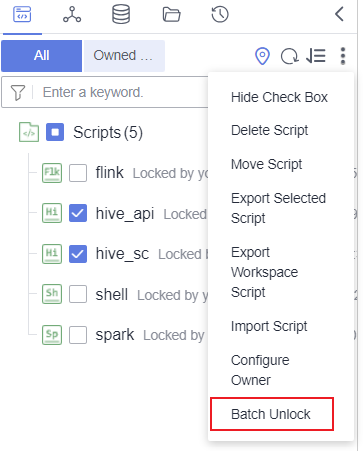 All
Owned ...
Enter a keyword.
Hide Check Box
Scripts (5)
Delete Script
Flk
flink
Locked by yo
Move Script
Hi
hive_api
Locked
Export Selected
Script
Hi
hive_sc
Locked by
Export
Workspace
Script
Sh
shell
Locked by y
Import Script
Sp
spark
Locked by
Configure
Owner
Batch Unlock